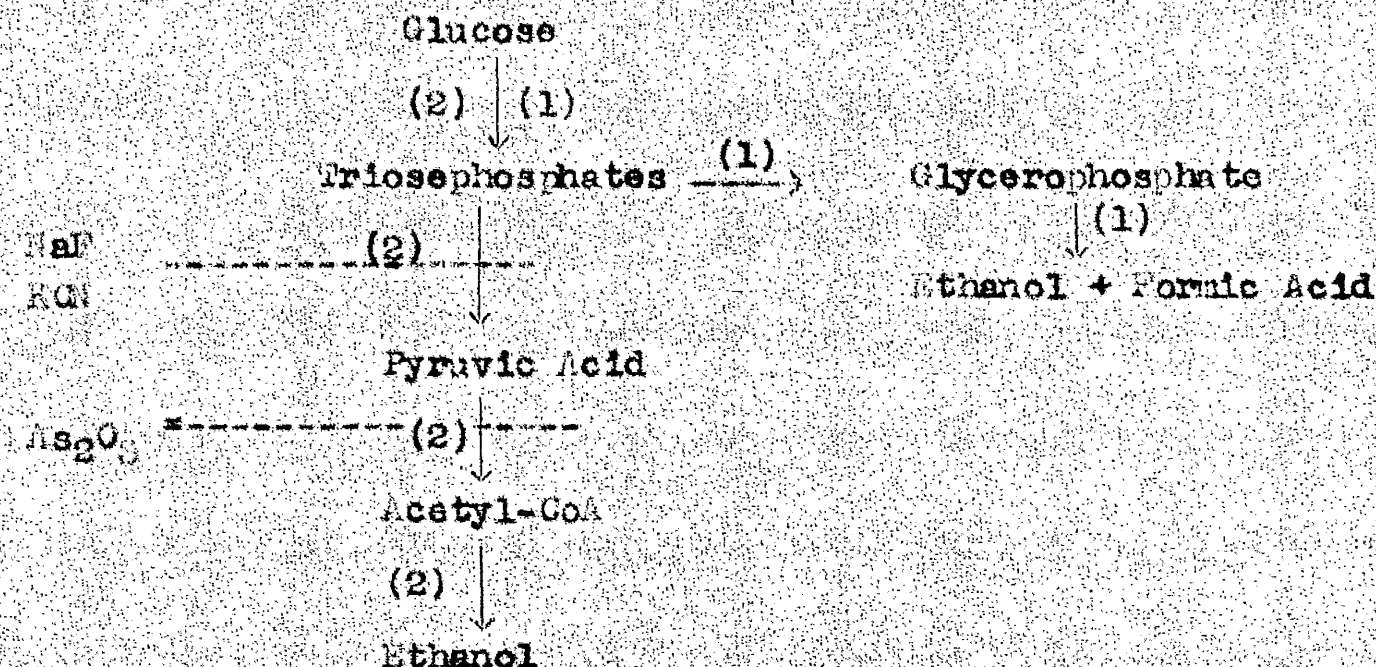 Glucose
(2) (1)
Triosephosphates (1) Glycerophosphate
(1)
NaF (2)
KCN Ethanol + Formic Acid
Pyruvic Acid
As2O3 (2)
Acetyl-CoA
(2)
Ethanol